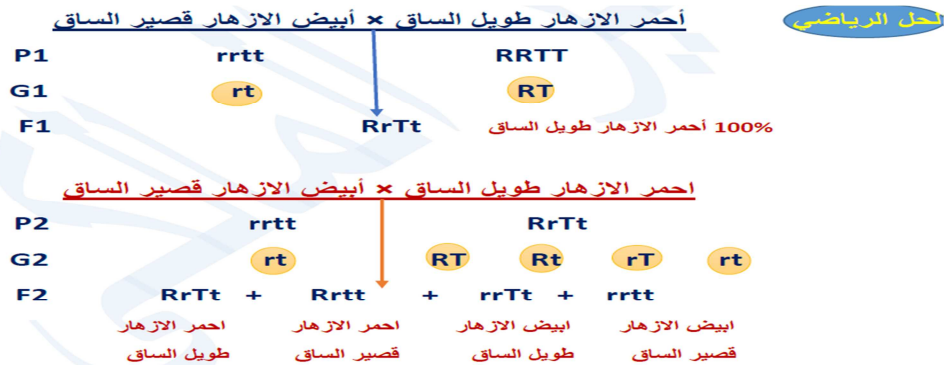 لحل الرياضي
أحمر الازهار طويل الساق × أبيض الازهار قصير الساق
P1 rrtt RRTT
G1 rt RT
F1 RrTt 100% أحمر الازهار طويل الساق
احمر الازهار طويل الساق × أبيض الازهار قصير الساق
P2 rrtt RrTt
G2 rt RT Rt rT rt
F2 RrTt + Rrtt + rrTt + rrtt
احمر الازهار احمر الازهار ابيض الازهار ابيض الازهار
طويل الساق قصير الساق طويل الساق قصير الساق